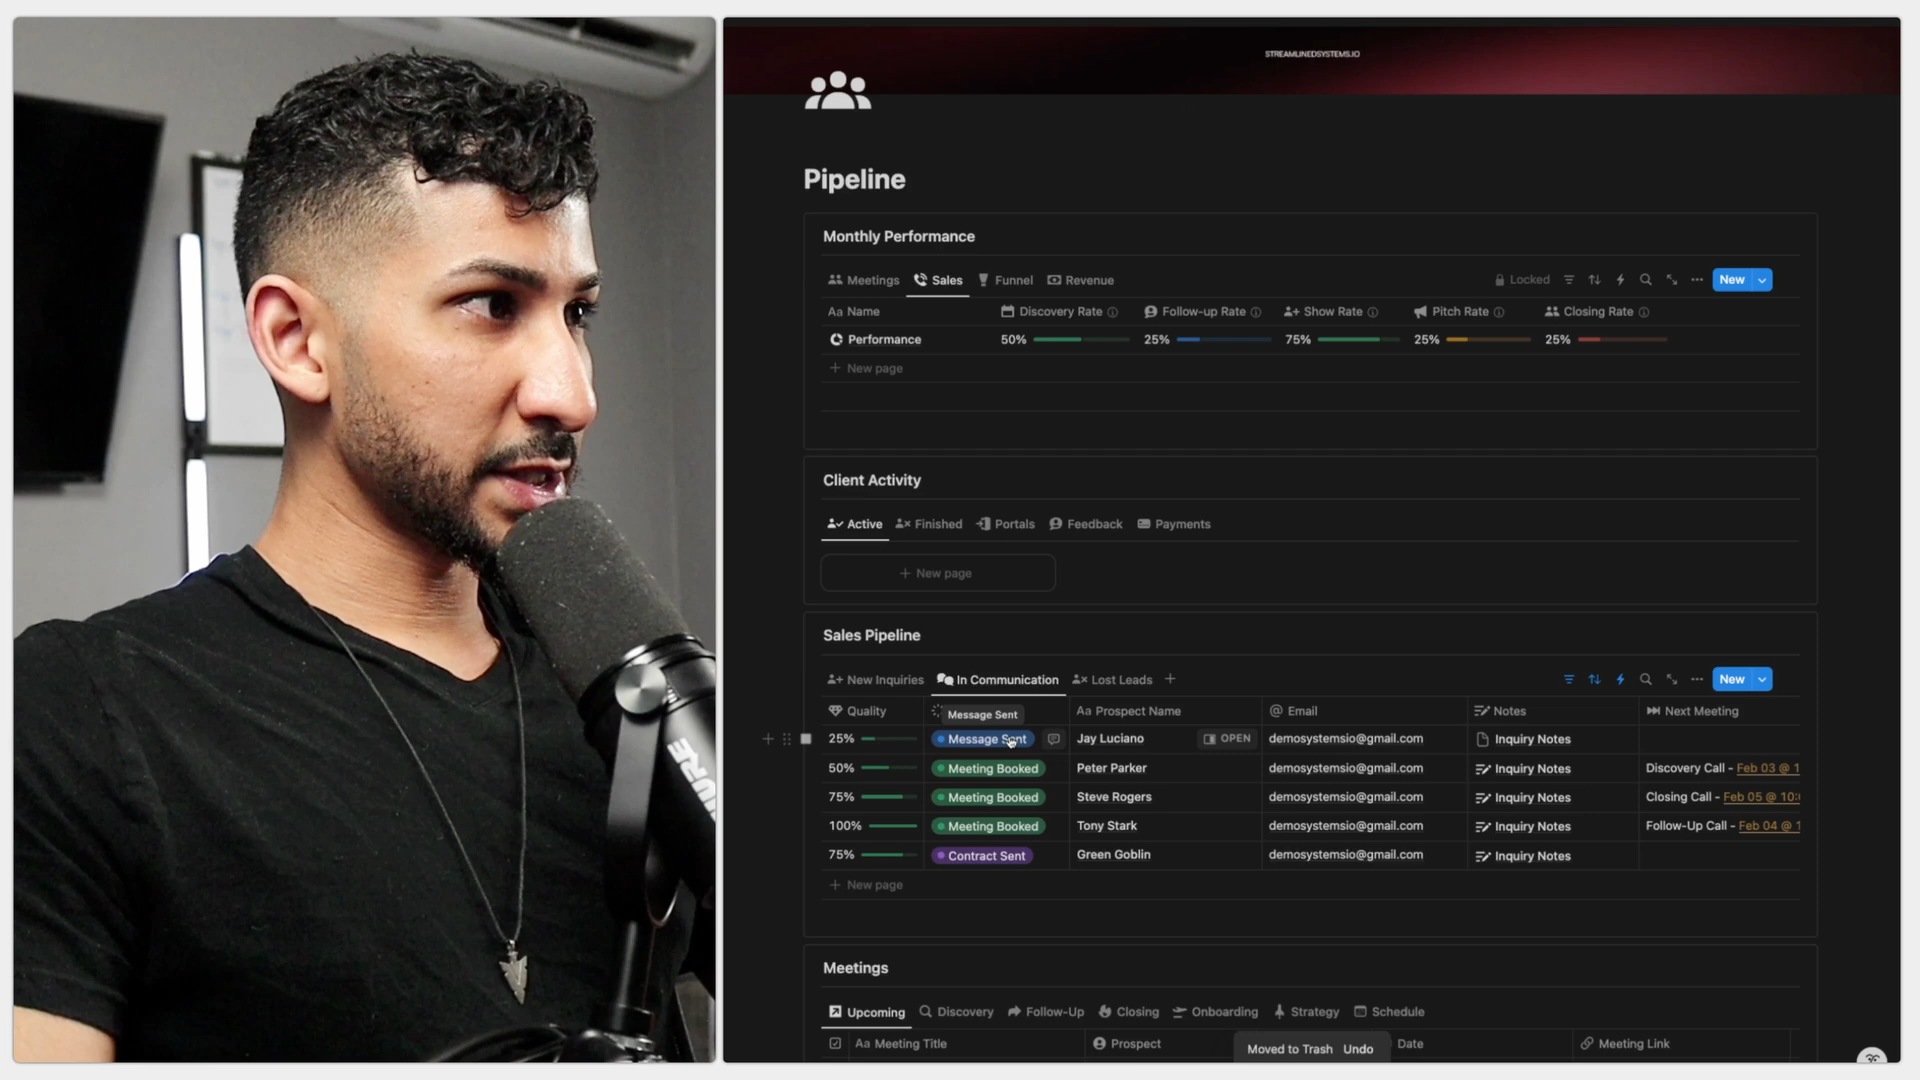 STREAMLINEDSYSTEMS.IO
Pipeline
Monthly Performance
Meetings Sales Funnel Revenue Locked New
Aa Name Discovery Rate Follow-up Rate Show Rate Pitch Rate Closing Rate
Performance 50% 25% 75% 25% 25%
+ New page
Client Activity
Active Finished Portals Feedback Payments
+ New page
Sales Pipeline
New Inquiries In Communication Lost Leads + New
Quality Message Sent Aa Prospect Name @ Email Notes Next Meeting
25% Message Sent Jay Luciano OPEN demosystemsio@gmail.com Inquiry Notes
50% Meeting Booked Peter Parker demosystemsio@gmail.com Inquiry Notes Discovery Call - Feb 03 @ 1
75% Meeting Booked Steve Rogers demosystemsio@gmail.com Inquiry Notes Closing Call - Feb 05 @ 10:
100% Meeting Booked Tony Stark demosystemsio@gmail.com Inquiry Notes Follow-Up Call - Feb 04 @ 1
75% Contract Sent Green Goblin demosystemsio@gmail.com Inquiry Notes
+ New page
Meetings
Upcoming Discovery Follow-Up Closing Onboarding Strategy Schedule
Aa Meeting Title Prospect Date Meeting Link
Moved to Trash Undo